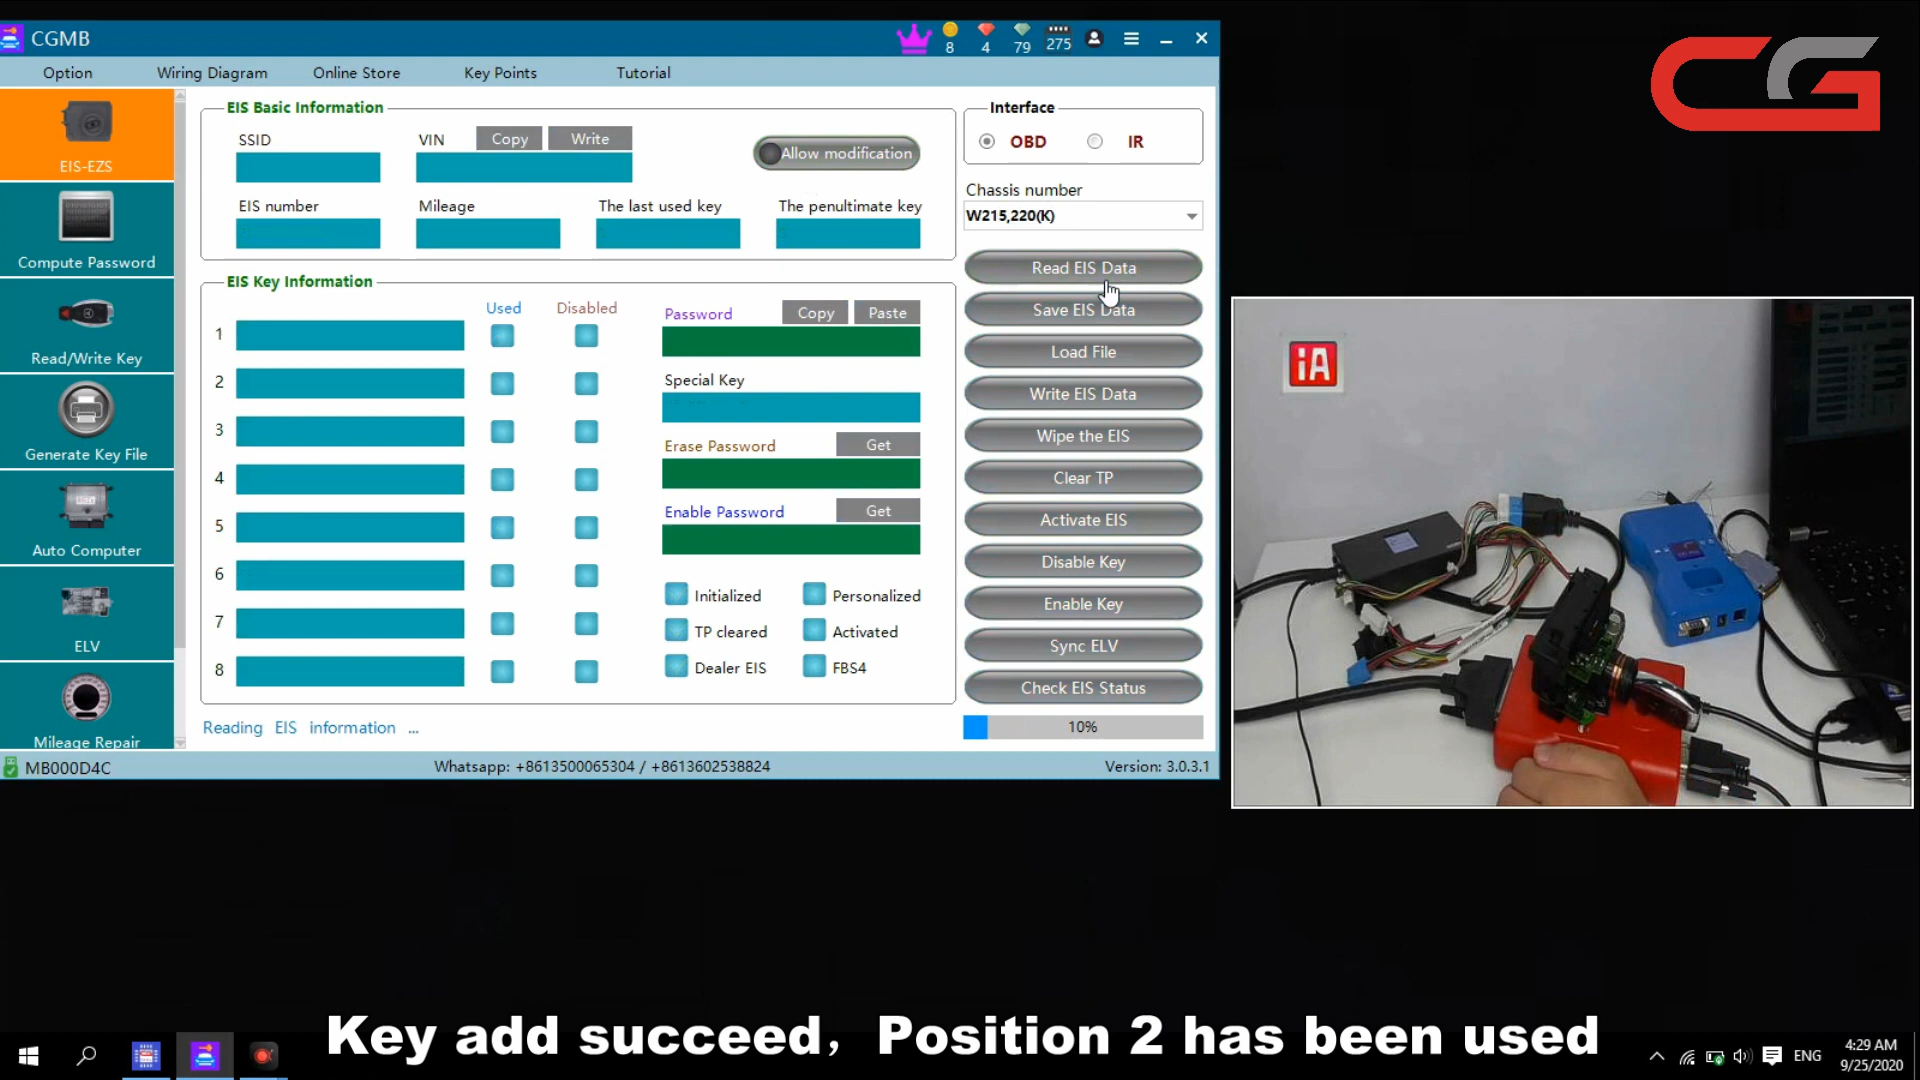 CGMB
8
4
79
275
Option
Wiring Diagram
Online Store
Key Points
Tutorial
CG
EIS-EZS
Compute Password
Read/Write Key
Generate Key File
Auto Computer
ELV
Mileage Repair
EIS Basic Information
SSID
VIN
Copy
Write
Allow modification
EIS number
Mileage
The last used key
The penultimate key
EIS Key Information
Used
Disabled
1
2
3
4
5
6
7
8
Password
Copy
Paste
Special Key
Erase Password
Get
Enable Password
Get
Initialized
Personalized
TP cleared
Activated
Dealer EIS
FBS4
Interface
OBD
IR
Chassis number
W215,220(K)
Read EIS Data
Save EIS Data
Load File
Write EIS Data
Wipe the EIS
Clear TP
Activate EIS
Disable Key
Enable Key
Sync ELV
Check EIS Status
Reading EIS information ...
10%
MB000D4C
Whatsapp: +8613500065304 / +8613602538824
Version: 3.0.3.1
iA
Key add succeed, Position 2 has been used
ENG
4:29 AM
9/25/2020